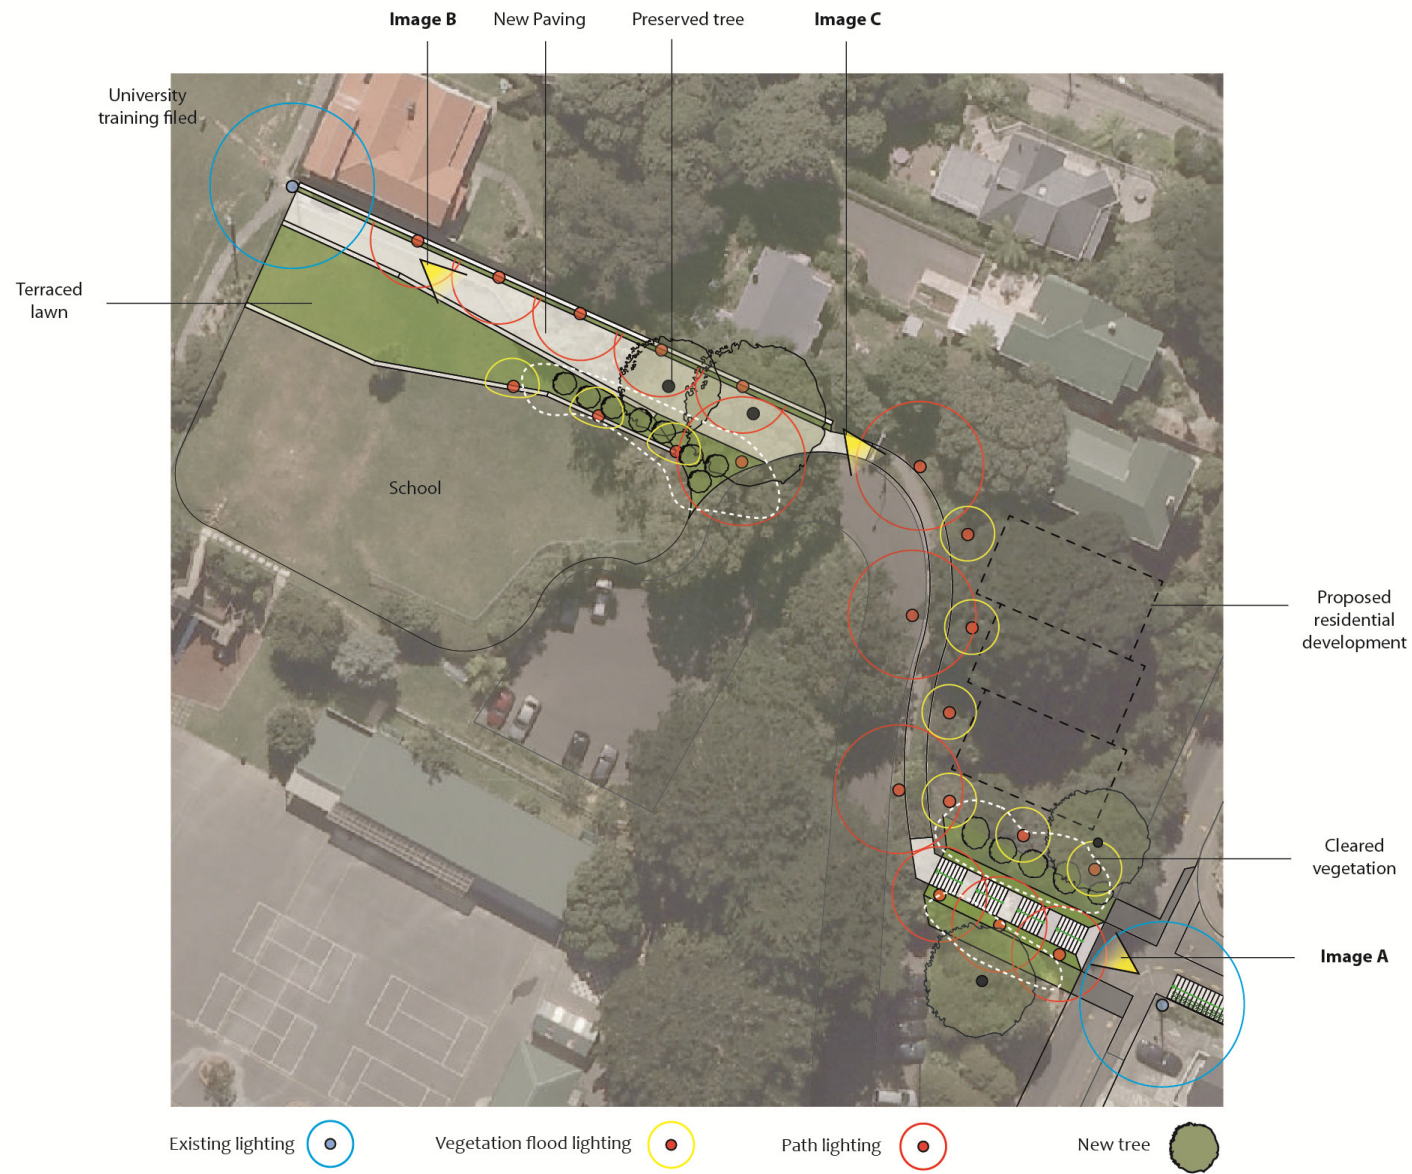 Image B
New Paving
Preserved tree
Image C
University
training filed
Terraced
lawn
School
Proposed
residential
development
Cleared
vegetation
Image A
Existing lighting
Vegetation flood lighting
Path lighting
New tree